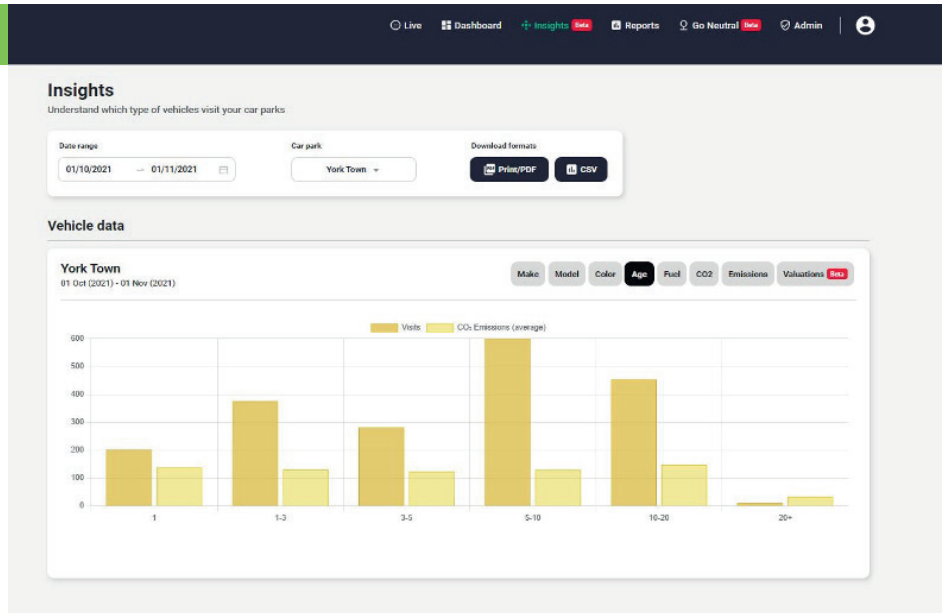 Live Dashboard Insights Beta Reports Go Neutral Beta Admin
Insights
Understand which type of vehicles visit your car parks
Date range Car park Download formats
01/10/2021 → 01/11/2021 York Town Print/PDF CSV
Vehicle data
York Town Make Model Color Age Fuel CO2 Emissions Valuations Beta
01 Oct (2021) - 01 Nov (2021)
Visits CO₂ Emissions (average)
600
500
400
300
200
100
0
1 1-3 3-5 5-10 10-20 20+